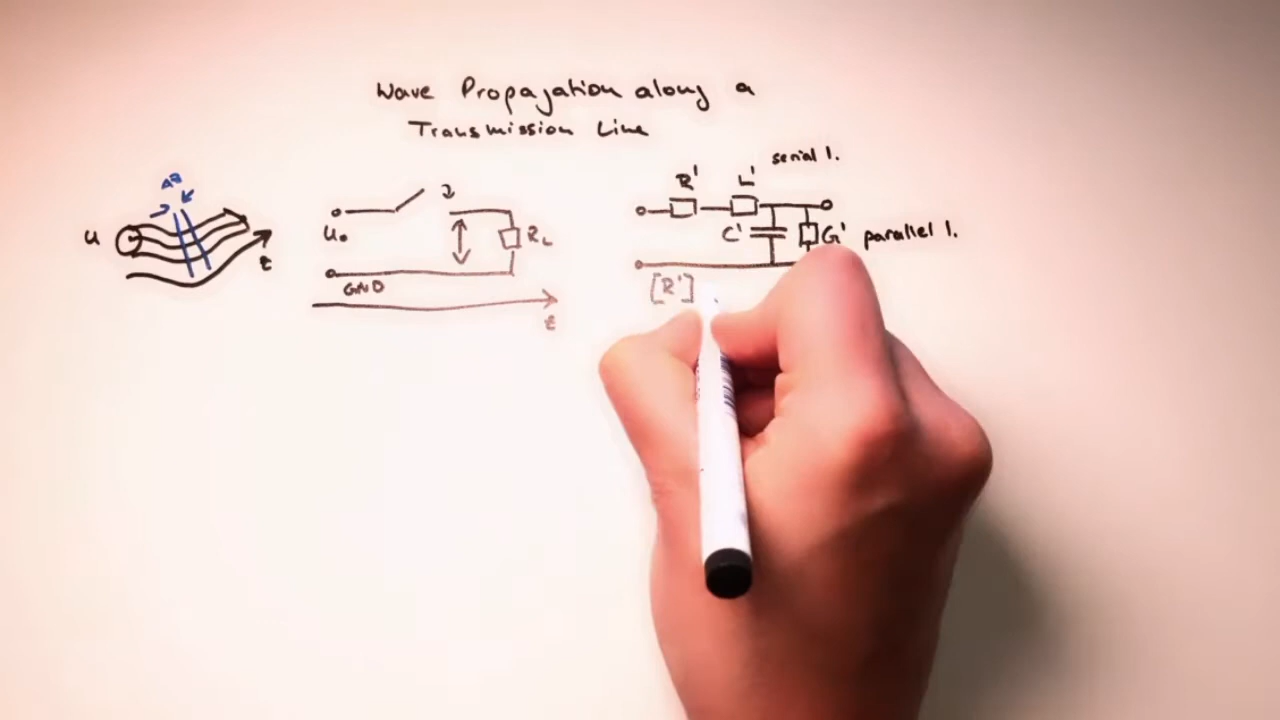 Wave Propagation along a
Transmission Line
serial l.
R' L'
u
U₀
R_L
C' G' parallel l.
t
GND
[R']
t